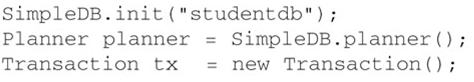 SimpleDB.init("studentdb");
Planner planner = SimpleDB.planner();
Transaction tx  = new Transaction();